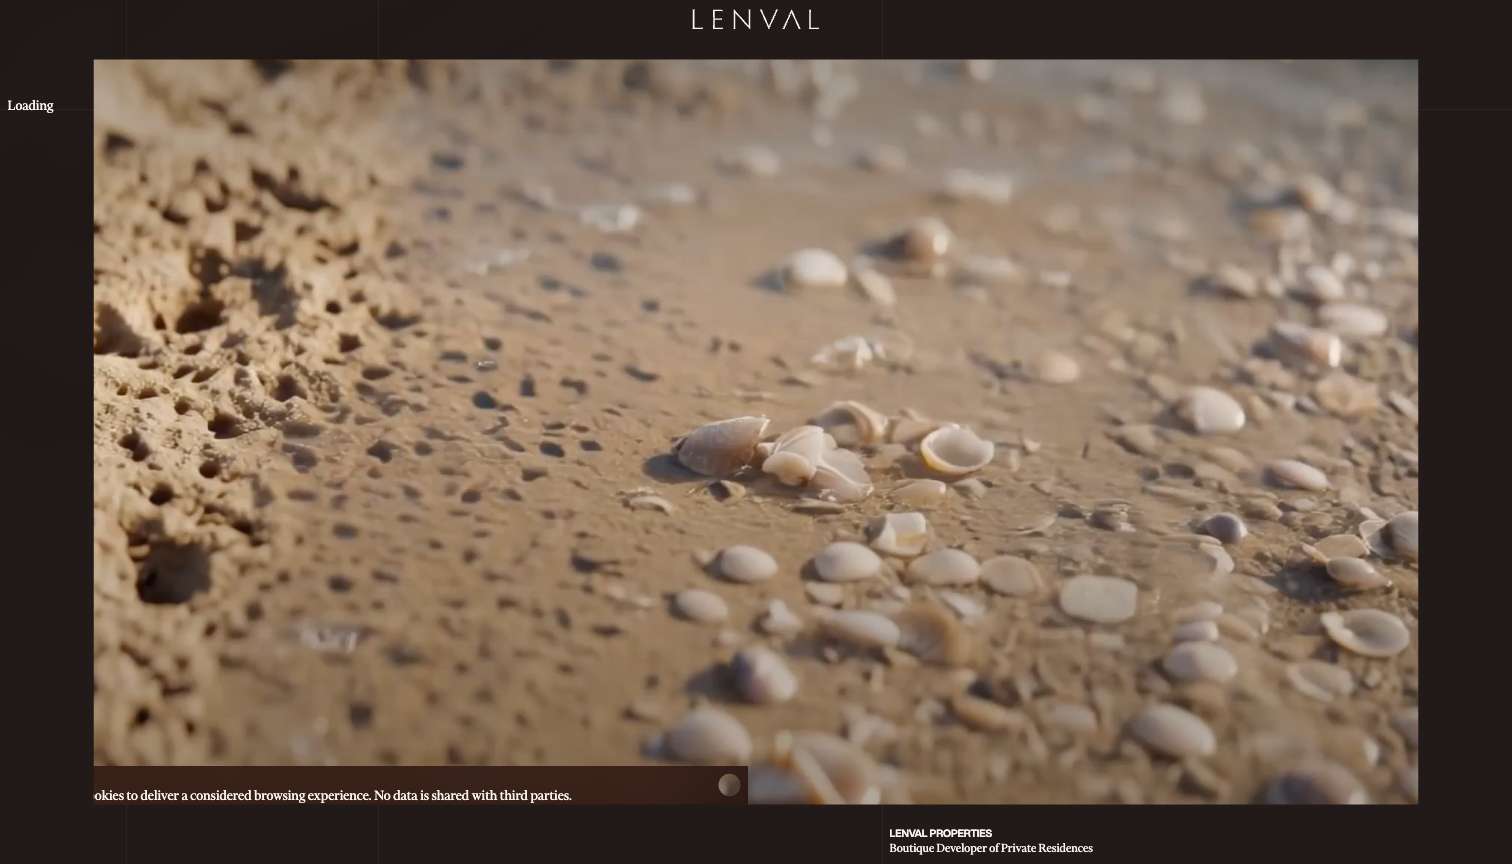 LENVAL
Loading
okies to deliver a considered browsing experience. No data is shared with third parties.
LENVAL PROPERTIES
Boutique Developer of Private Residences